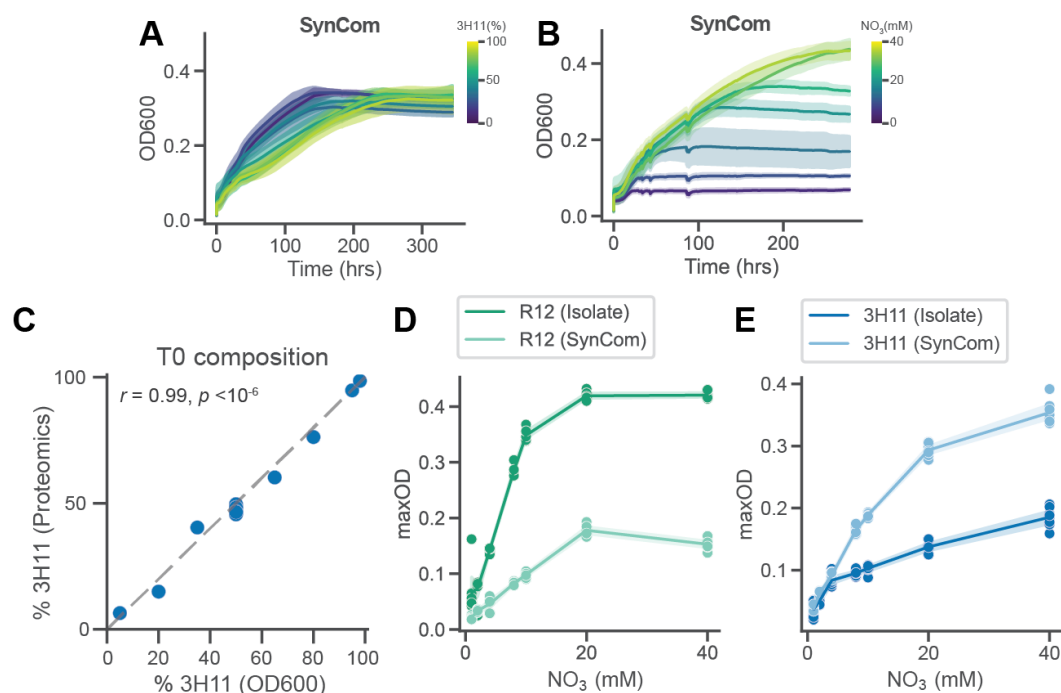 A
SynCom
3H11(%)
100
50
0
OD600
0.4
0.2
0.0
0 100 200 300
Time (hrs)
B
SynCom
NO3(mM)
40
20
0
OD600
0.4
0.2
0.0
0 100 200
Time (hrs)
C
T0 composition
r = 0.99, p <10⁻⁶
% 3H11 (Proteomics)
100
50
0
0 20 40 60 80 100
% 3H11 (OD600)
D
R12 (Isolate)
R12 (SynCom)
maxOD
0.4
0.3
0.2
0.1
0.0
0 20 40
NO₃ (mM)
E
3H11 (Isolate)
3H11 (SynCom)
maxOD
0.4
0.3
0.2
0.1
0 20 40
NO₃ (mM)